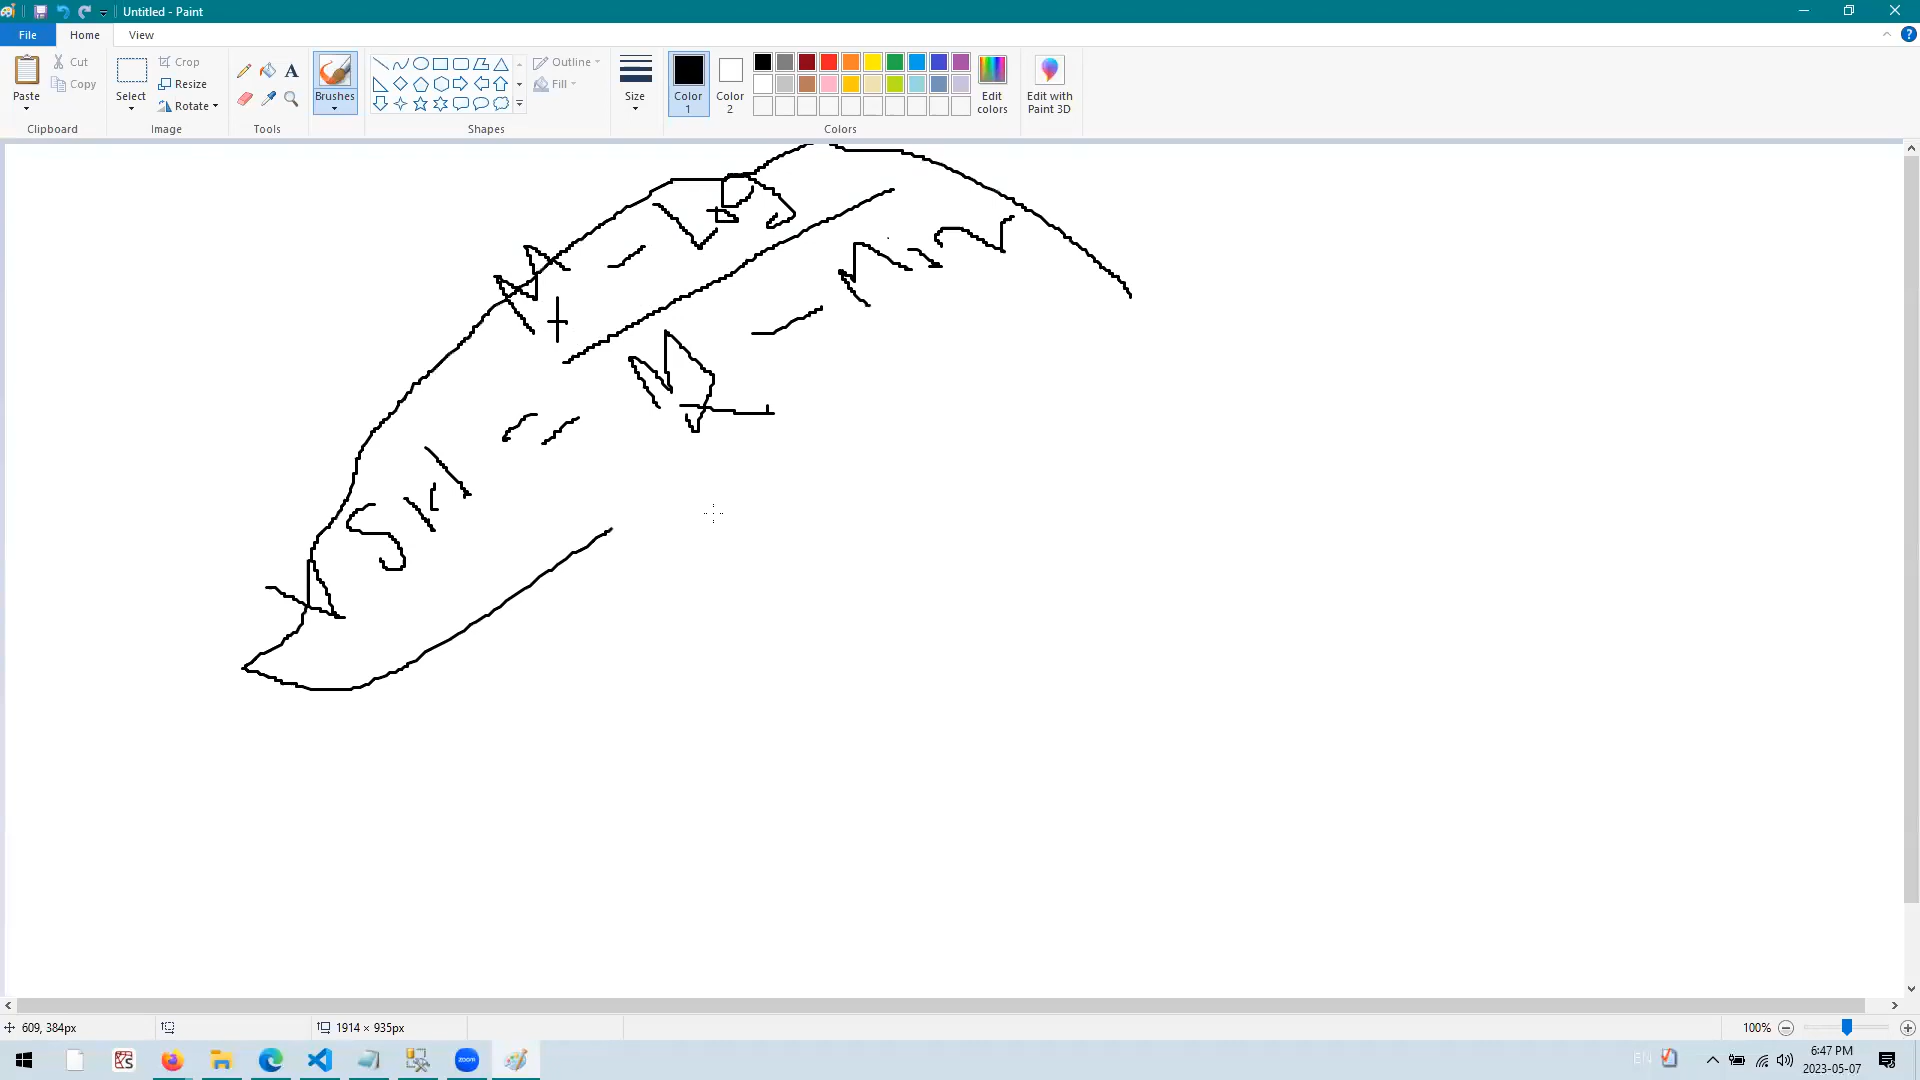 Untitled - Paint
File
Home
View
Paste
Cut
Copy
Clipboard
Select
Crop
Resize
Rotate
Image
A
Tools
Brushes
Outline
Fill
Shapes
Size
Color 1
Color 2
Edit colors
Colors
Edit with Paint 3D
609, 384px
1914 × 935px
100%
EN
zoom
6:47 PM
2023-05-07